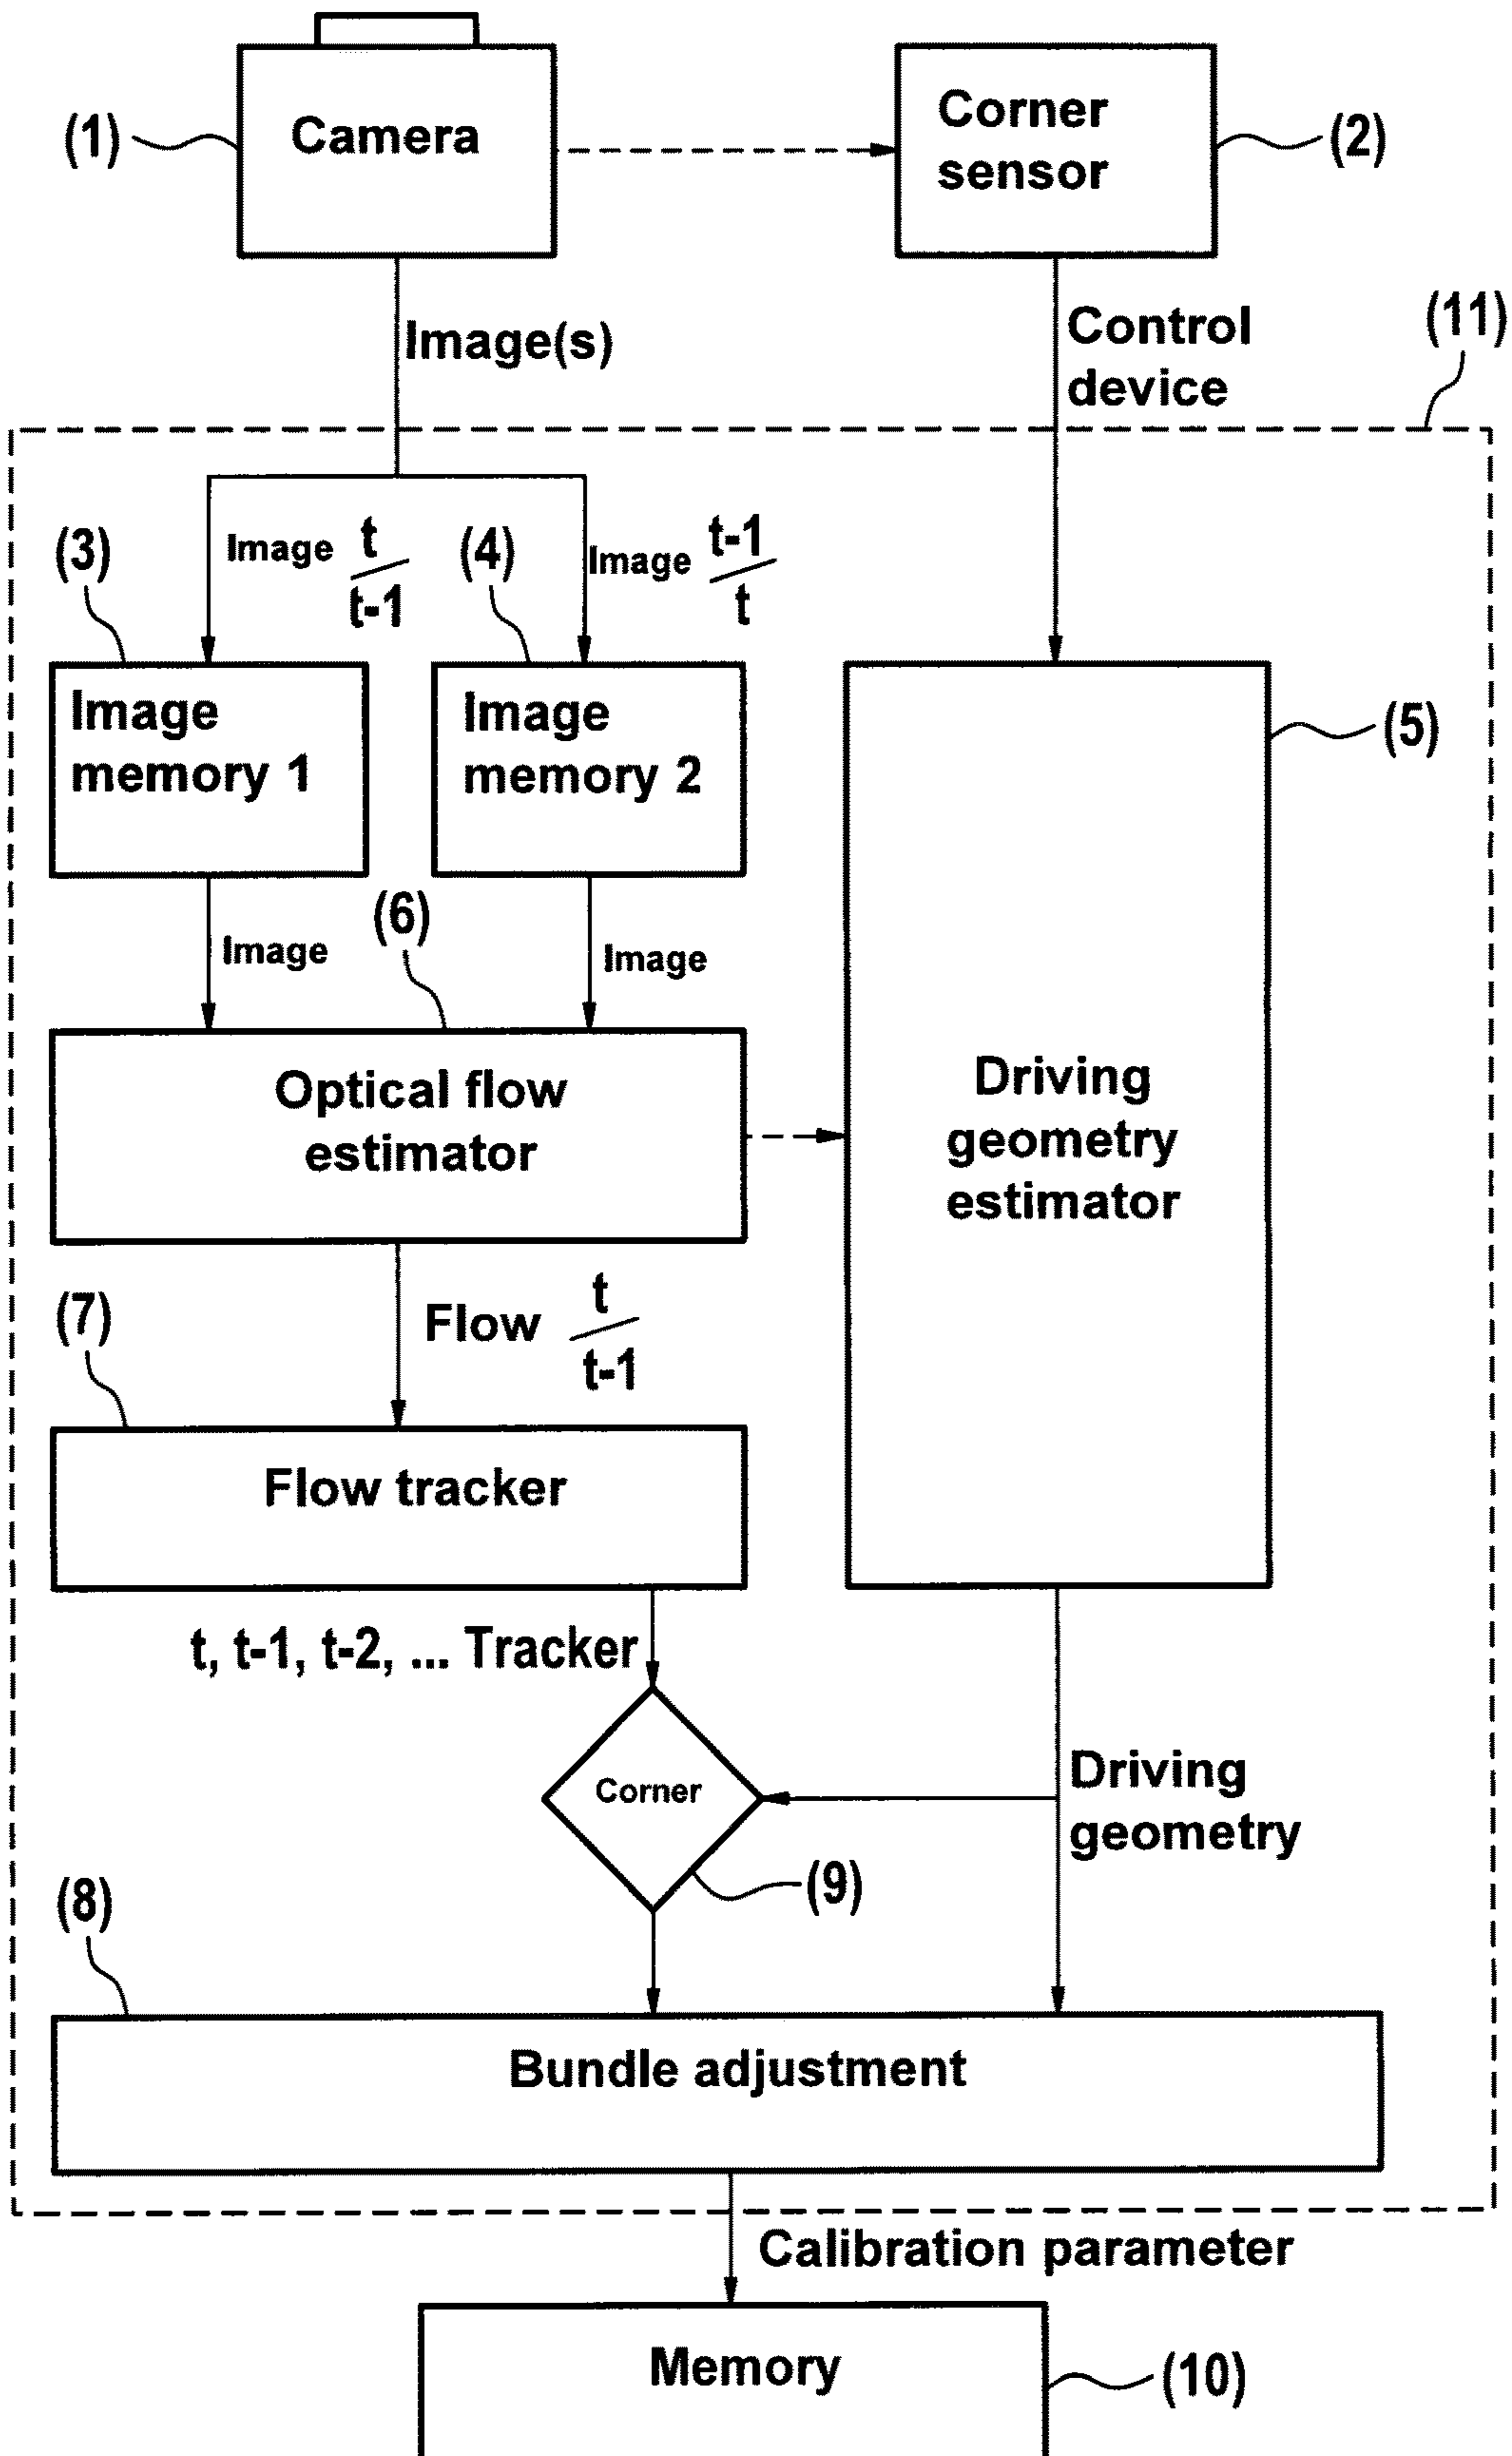 (1)
Camera
Corner
sensor
(2)
Image(s)
Control
device
(11)
(3)
Image t/t-1
(4)
Image t-1/t
Image
memory 1
Image
memory 2
(5)
Image
(6)
Image
Optical flow
estimator
Driving
geometry
estimator
(7)
Flow t/t-1
Flow tracker
t, t-1, t-2, ... Tracker
Corner
Driving
geometry
(9)
(8)
Bundle adjustment
Calibration parameter
Memory
(10)